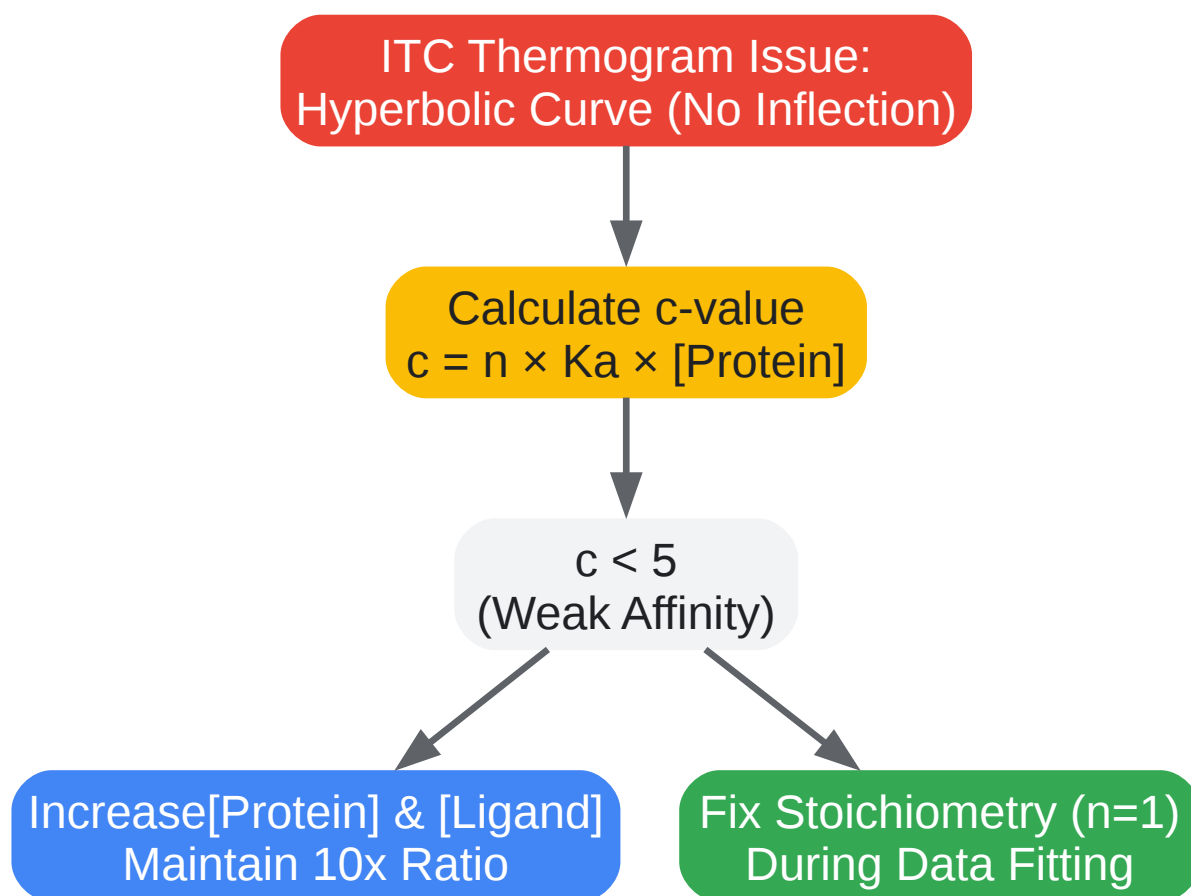 ITC Thermogram Issue:
Hyperbolic Curve (No Inflection)
Calculate c-value
c = n × Ka × [Protein]
c < 5
(Weak Affinity)
Increase[Protein] & [Ligand]
Maintain 10x Ratio
Fix Stoichiometry (n=1)
During Data Fitting